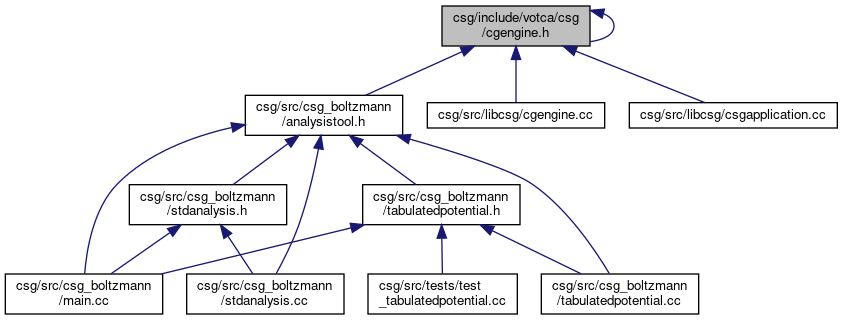 csg/include/votca/csg
/cgengine.h
csg/src/csg_boltzmann
/analysistool.h
csg/src/libcsg/cgengine.cc
csg/src/libcsg/csgapplication.cc
csg/src/csg_boltzmann
/stdanalysis.h
csg/src/csg_boltzmann
/tabulatedpotential.h
csg/src/csg_boltzmann
/main.cc
csg/src/csg_boltzmann
/stdanalysis.cc
csg/src/tests/test
_tabulatedpotential.cc
csg/src/csg_boltzmann
/tabulatedpotential.cc